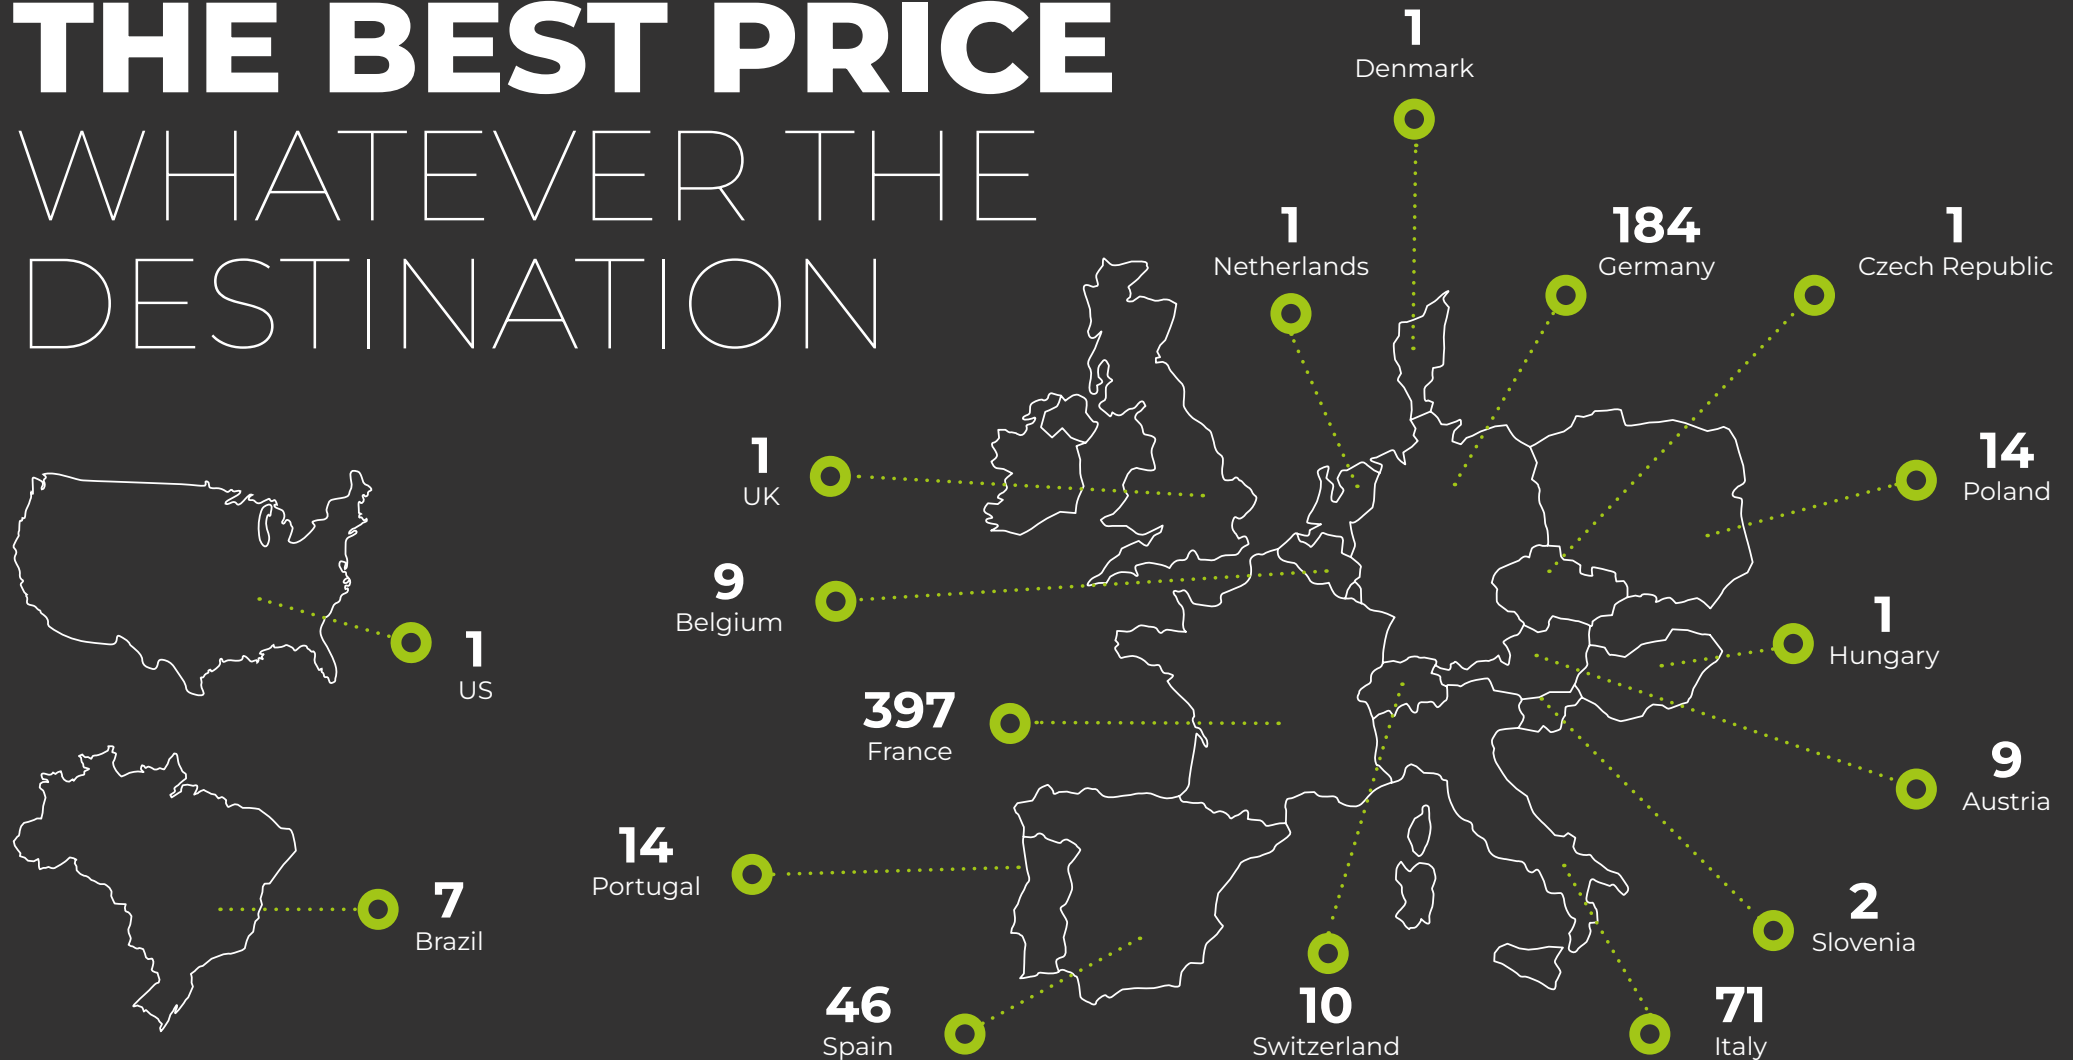 THE BEST PRICE
WHATEVER THE
DESTINATION
1
Denmark
1
Netherlands
184
Germany
1
Czech Republic
1
UK
14
Poland
9
Belgium
1
US
1
Hungary
397
France
9
Austria
14
Portugal
7
Brazil
2
Slovenia
46
Spain
10
Switzerland
71
Italy